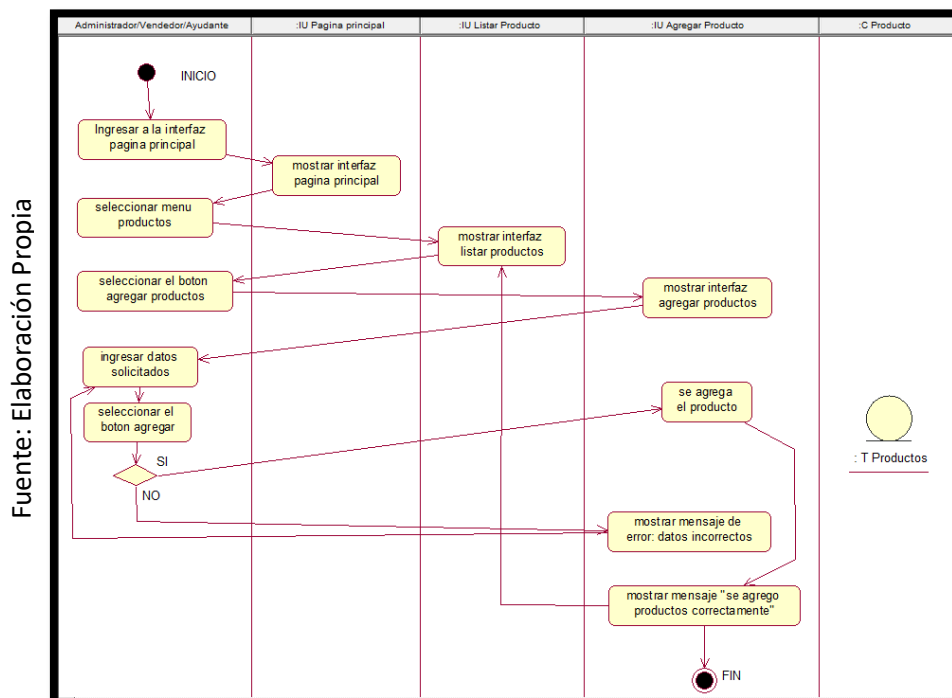 Administrador/Vendedor/Ayudante
:IU Pagina principal
:IU Listar Producto
:IU Agregar Producto
:C Producto
INICIO
Ingresar a la interfaz
pagina principal
mostrar interfaz
pagina principal
seleccionar menu
productos
mostrar interfaz
listar productos
seleccionar el boton
agregar productos
mostrar interfaz
agregar productos
ingresar datos
solicitados
seleccionar el
boton agregar
se agrega
el producto
SI
NO
: T Productos
mostrar mensaje de
error: datos incorrectos
mostrar mensaje "se agrego
productos correctamente"
FIN
Fuente: Elaboración Propia